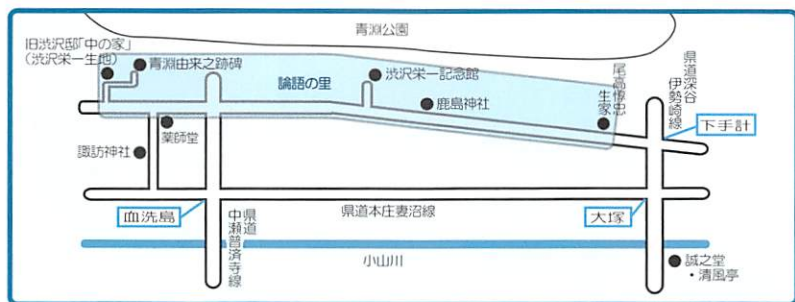 青淵公園
旧渋沢邸「中の家」
(渋沢栄一生地)
青淵由来之跡碑
論語の里
渋沢栄一記念館
鹿島神社
尾高惇忠
生家
県道深谷
伊勢崎線
下手計
薬師堂
諏訪神社
血洗島
県道
中瀬普済寺線
県道本庄妻沼線
大塚
小山川
誠之堂
・清風亭